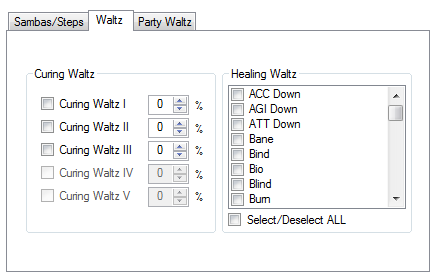 Sambas/Steps Waltz Party Waltz
Curing Waltz
Curing Waltz I 0 %
Curing Waltz II 0 %
Curing Waltz III 0 %
Curing Waltz IV 0 %
Curing Waltz V 0 %
Healing Waltz
ACC Down
AGI Down
ATT Down
Bane
Bind
Bio
Blind
Burn
Select/Deselect ALL